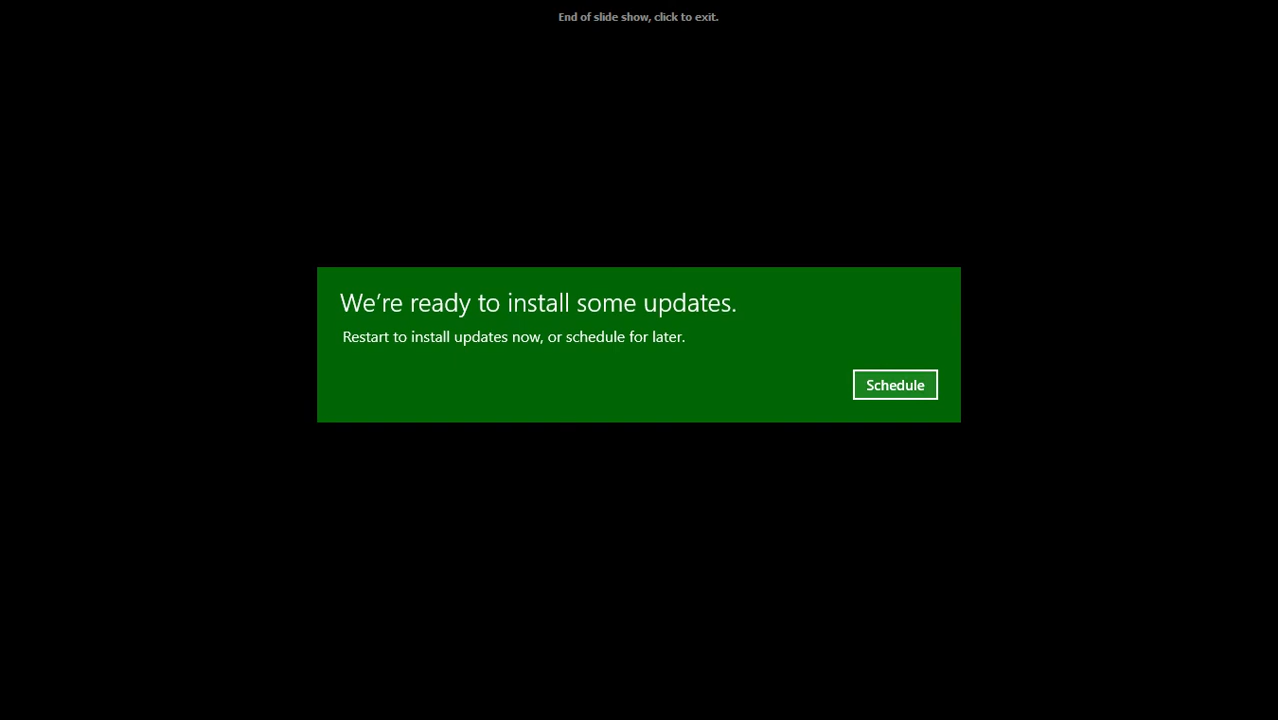 End of slide show, click to exit.
We're ready to install some updates.
Restart to install updates now, or schedule for later.
Schedule